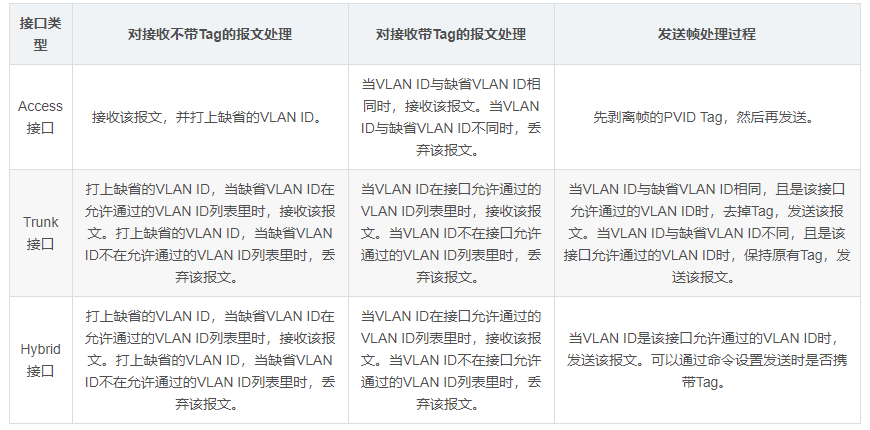 接口类
型
对接收不带Tag的报文处理
对接收带Tag的报文处理
发送帧处理过程
Access
接口
接收该报文，并打上缺省的VLAN ID。
当VLAN ID与缺省VLAN ID相
同时，接收该报文。当VLAN
ID与缺省VLAN ID不同时，丢
弃该报文。
先剥离帧的PVID Tag，然后再发送。
Trunk
接口
打上缺省的VLAN ID，当缺省VLAN ID在
允许通过的VLAN ID列表里时，接收该报
文。打上缺省的VLAN ID，当缺省VLAN
ID不在允许通过的VLAN ID列表里时，丢
弃该报文。
当VLAN ID在接口允许通过的
VLAN ID列表里时，接收该报
文。当VLAN ID不在接口允许
通过的VLAN ID列表里时，丢
弃该报文。
当VLAN ID与缺省VLAN ID相同，且是该接口
允许通过的VLAN ID时，去掉Tag，发送该报
文。当VLAN ID与缺省VLAN ID不同，且是该
接口允许通过的VLAN ID时，保持原有Tag，发
送该报文。
Hybrid
接口
打上缺省的VLAN ID，当缺省VLAN ID在
允许通过的VLAN ID列表里时，接收该报
文。打上缺省的VLAN ID，当缺省VLAN
ID不在允许通过的VLAN ID列表里时，丢
弃该报文。
当VLAN ID在接口允许通过的
VLAN ID列表里时，接收该报
文。当VLAN ID不在接口允许
通过的VLAN ID列表里时，丢
弃该报文。
当VLAN ID是该接口允许通过的VLAN ID时，
发送该报文。可以通过命令设置发送时是否携
带Tag。